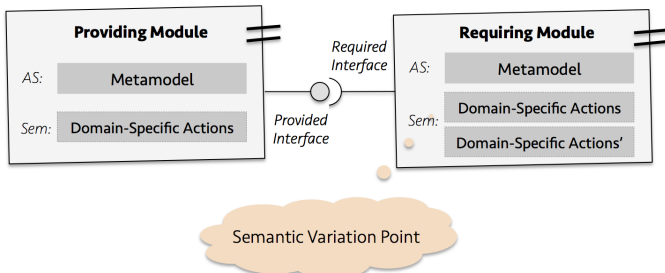 Providing Module
AS:
Metamodel
Sem:
Domain-Specific Actions
Required
Interface
Provided
Interface
Requiring Module
AS:
Metamodel
Sem:
Domain-Specific Actions
Domain-Specific Actions’
Semantic Variation Point